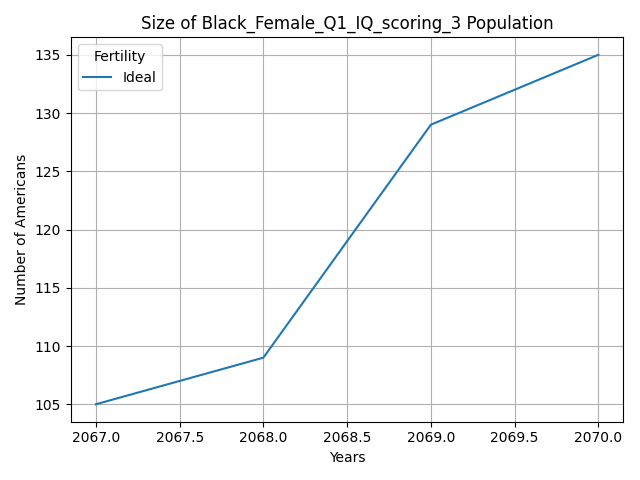 Size of Black_Female_Q1_IQ_scoring_3 Population
Fertility
Ideal
135
130
125
120
115
110
105
Number of Americans
2067.0 2067.5 2068.0 2068.5 2069.0 2069.5 2070.0
Years